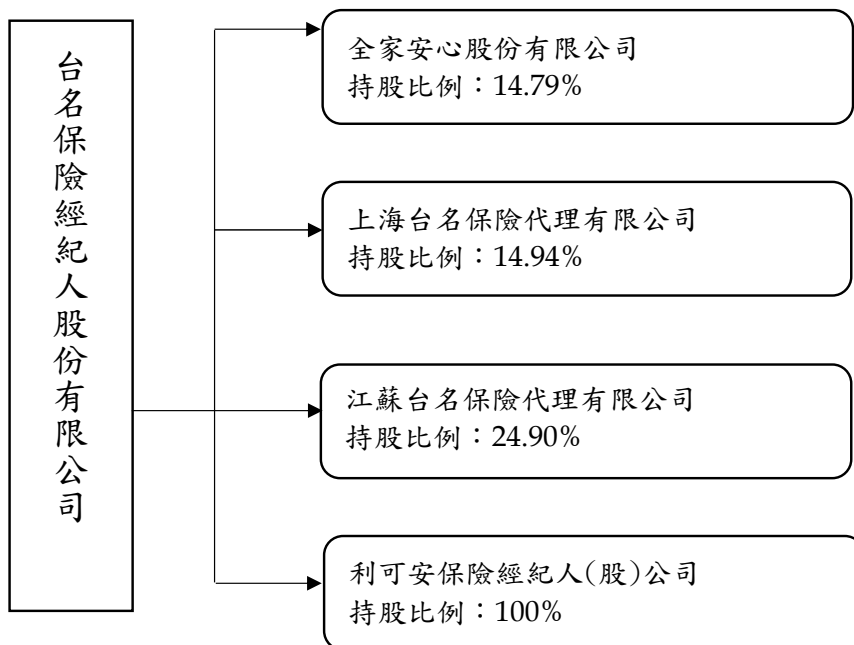 台名保險經紀人股份有限公司
全家安心股份有限公司
持股比例：14.79%
上海台名保險代理有限公司
持股比例：14.94%
江蘇台名保險代理有限公司
持股比例：24.90%
利可安保險經紀人(股)公司
持股比例：100%